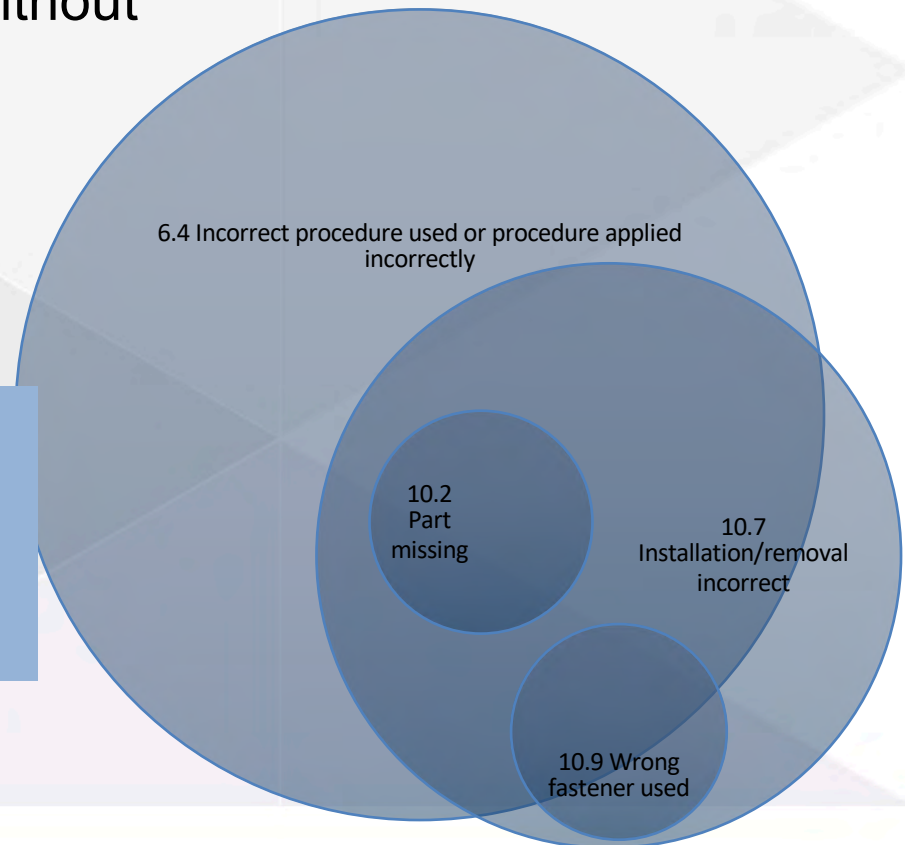 ithout
6.4 Incorrect procedure used or procedure applied
incorrectly
10.2
Part
missing
10.7
Installation/removal
incorrect
10.9 Wrong
fastener used